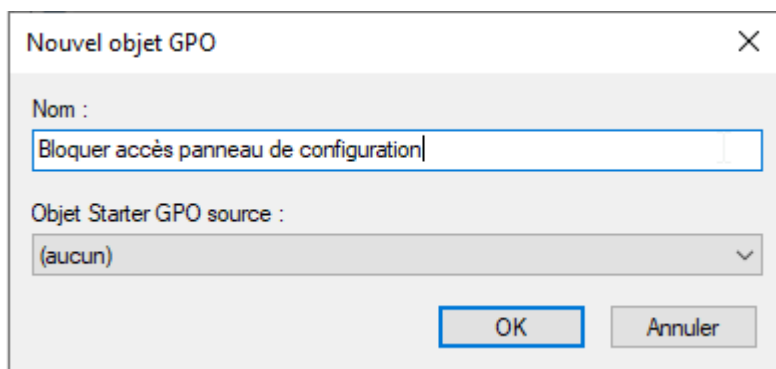 Nouvel objet GPO
Nom :
Bloquer accès panneau de configuration
Objet Starter GPO source :
(aucun)
OK Annuler